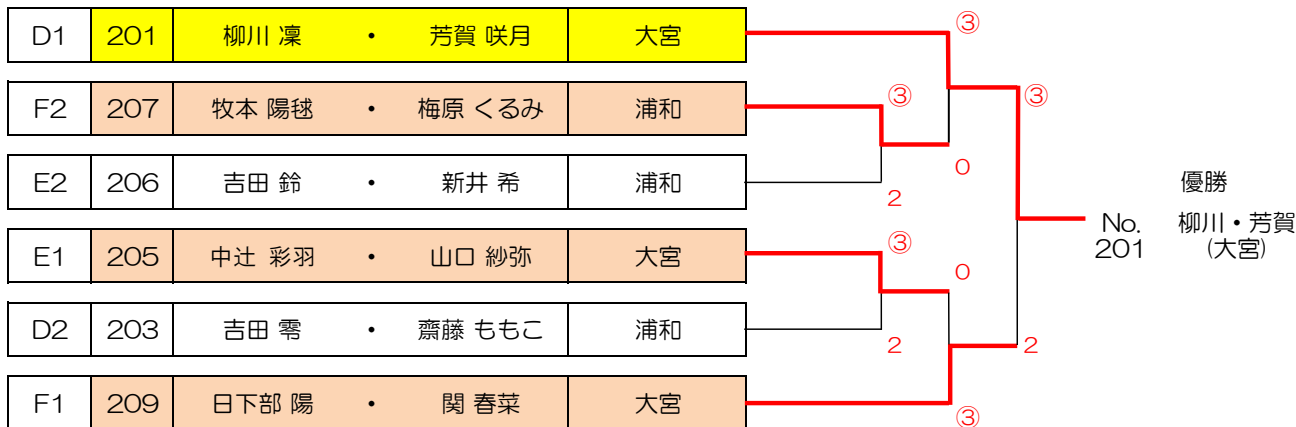 D1 201 柳川 凜 ・ 芳賀 咲月 大宮 ③
F2 207 牧本 陽毬 ・ 梅原 くるみ 浦和 ③ ③
0
E2 206 吉田 鈴 ・ 新井 希 浦和 2
優勝
No. 柳川・芳賀
201 (大宮)
E1 205 中辻 彩羽 ・ 山口 紗弥 大宮 ③
0
D2 203 吉田 零 ・ 齋藤 ももこ 浦和 2 2
F1 209 日下部 陽 ・ 関 春菜 大宮 ③